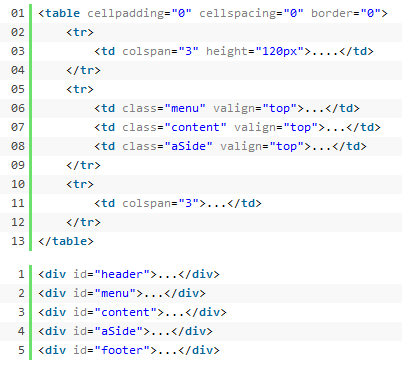 01 <table cellpadding="0" cellspacing="0" border="0">
02     <tr>
03         <td colspan="3" height="120px">....</td>
04     </tr>
05     <tr>
06         <td class="menu" valign="top">...</td>
07         <td class="content" valign="top">...</td>
08         <td class="aSide" valign="top">...</td>
09     </tr>
10     <tr>
11         <td colspan="3">...</td>
12     </tr>
13 </table>
1 <div id="header">...</div>
2 <div id="menu">...</div>
3 <div id="content">...</div>
4 <div id="aSide">...</div>
5 <div id="footer">...</div>